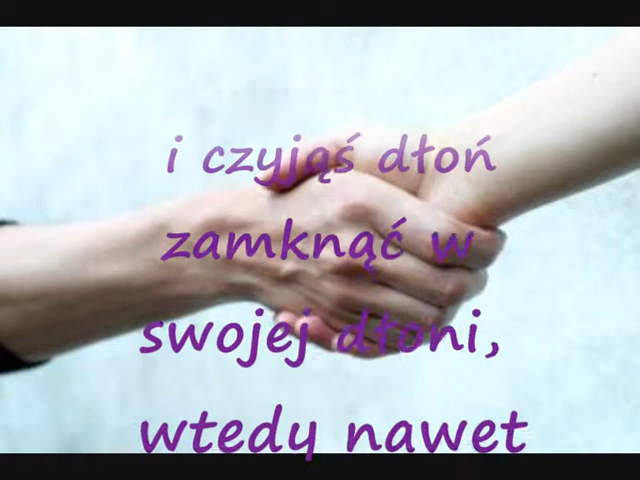 i czyjąś dłoń
zamknąć w
swojej dłoni,
wtedy nawet